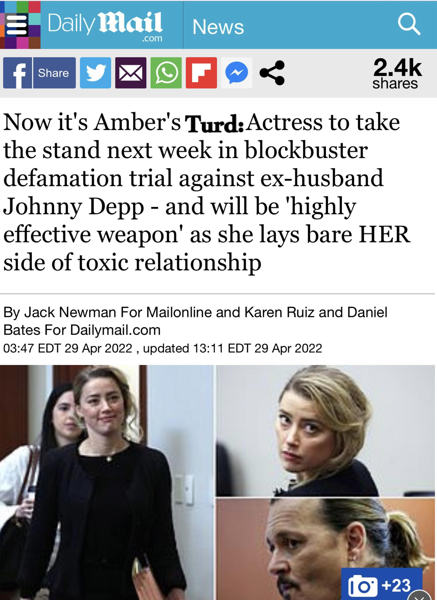 Daily Mail
.com
News
f Share
2.4k
shares
Now it's Amber's Turd: Actress to take
the stand next week in blockbuster
defamation trial against ex-husband
Johnny Depp - and will be 'highly
effective weapon' as she lays bare HER
side of toxic relationship
By Jack Newman For Mailonline and Karen Ruiz and Daniel
Bates For Dailymail.com
03:47 EDT 29 Apr 2022 , updated 13:11 EDT 29 Apr 2022
+23